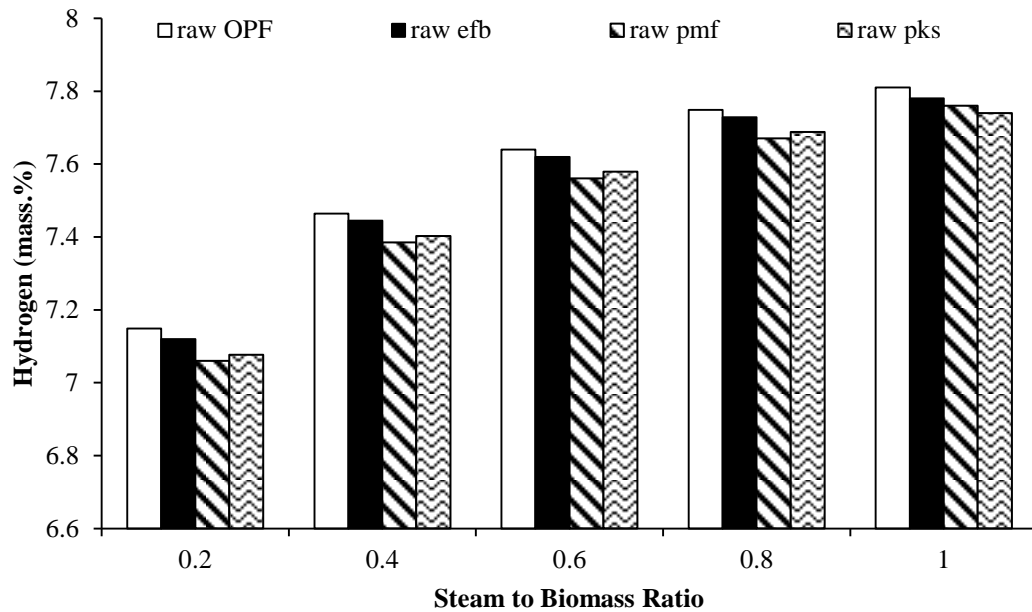 8
raw OPF raw efb raw pmf raw pks
7.8
7.6
7.4
7.2
7
6.8
6.6
Hydrogen (mass.%)
0.2 0.4 0.6 0.8 1
Steam to Biomass Ratio